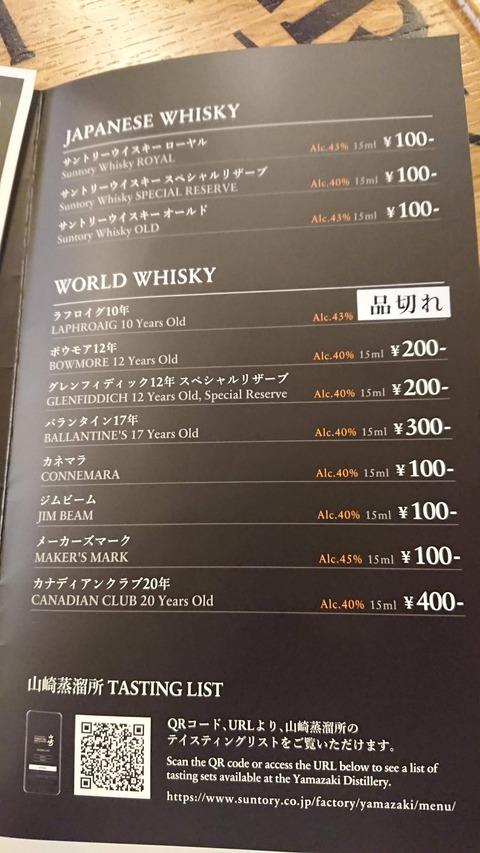 JAPANESE WHISKY
サントリーウイスキー ローヤル
Suntory Whisky ROYAL
Alc.43% 15ml ¥100-
サントリーウイスキー スペシャルリザーブ
Suntory Whisky SPECIAL RESERVE
Alc.40% 15ml ¥100-
サントリーウイスキー オールド
Suntory Whisky OLD
Alc.43% 15ml ¥100-
WORLD WHISKY
ラフロイグ10年
LAPHROAIG 10 Years Old
Alc.43% 品切れ
ボウモア12年
BOWMORE 12 Years Old
Alc.40% 15ml ¥200-
グレンフィディック12年 スペシャルリザーブ
GLENFIDDICH 12 Years Old, Special Reserve
Alc.40% 15ml ¥200-
バランタイン17年
BALLANTINE'S 17 Years Old
Alc.40% 15ml ¥300-
カネマラ
CONNEMARA
Alc.40% 15ml ¥100-
ジムビーム
JIM BEAM
Alc.40% 15ml ¥100-
メーカーズマーク
MAKER'S MARK
Alc.45% 15ml ¥100-
カナディアンクラブ20年
CANADIAN CLUB 20 Years Old
Alc.40% 15ml ¥400-
山崎蒸溜所 TASTING LIST
QRコード、URLより、山崎蒸溜所の
テイスティングリストをご覧いただけます。
Scan the QR code or access the URL below to see a list of
tasting sets available at the Yamazaki Distillery.
https://www.suntory.co.jp/factory/yamazaki/menu/